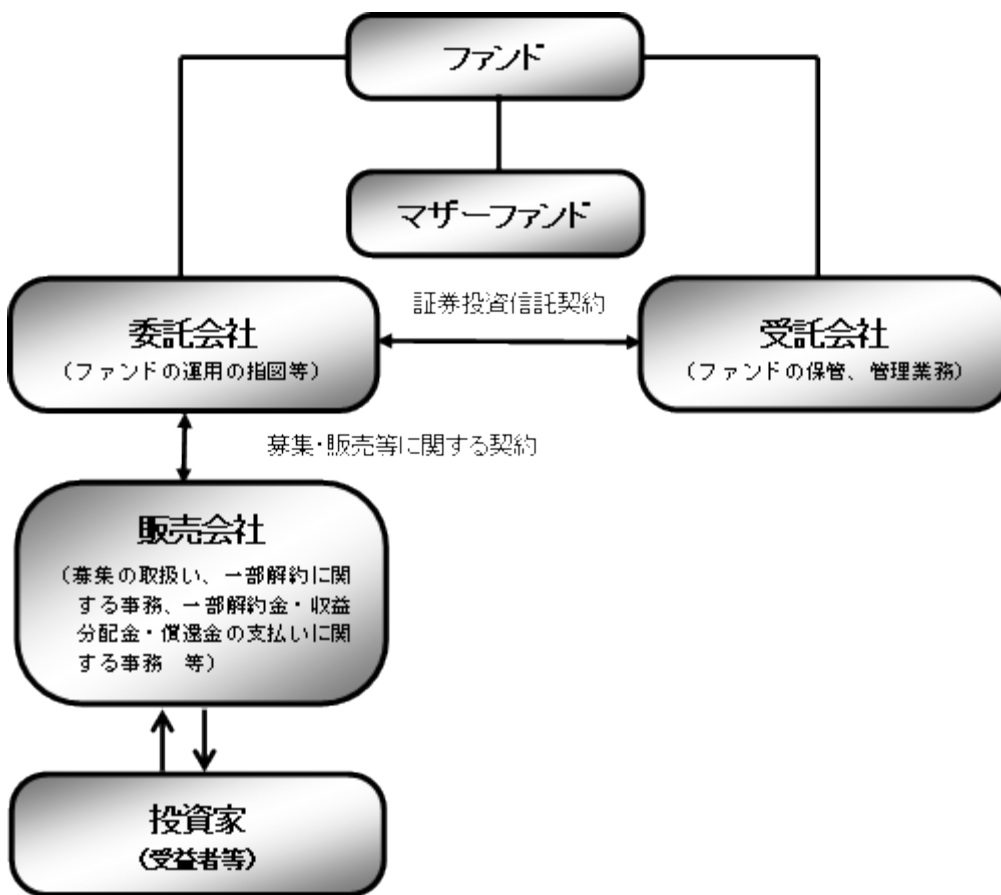 ファンド
マザーファンド
証券投資信託契約
委託会社
(ファンドの運用の指図等)
受託会社
(ファンドの保管、管理業務)
募集・販売等に関する契約
販売会社
(募集の取扱い、一部解約に関
する事務、一部解約金・収益
分配金・償還金の支払いに関
する事務 等)
投資家
(受益者等)